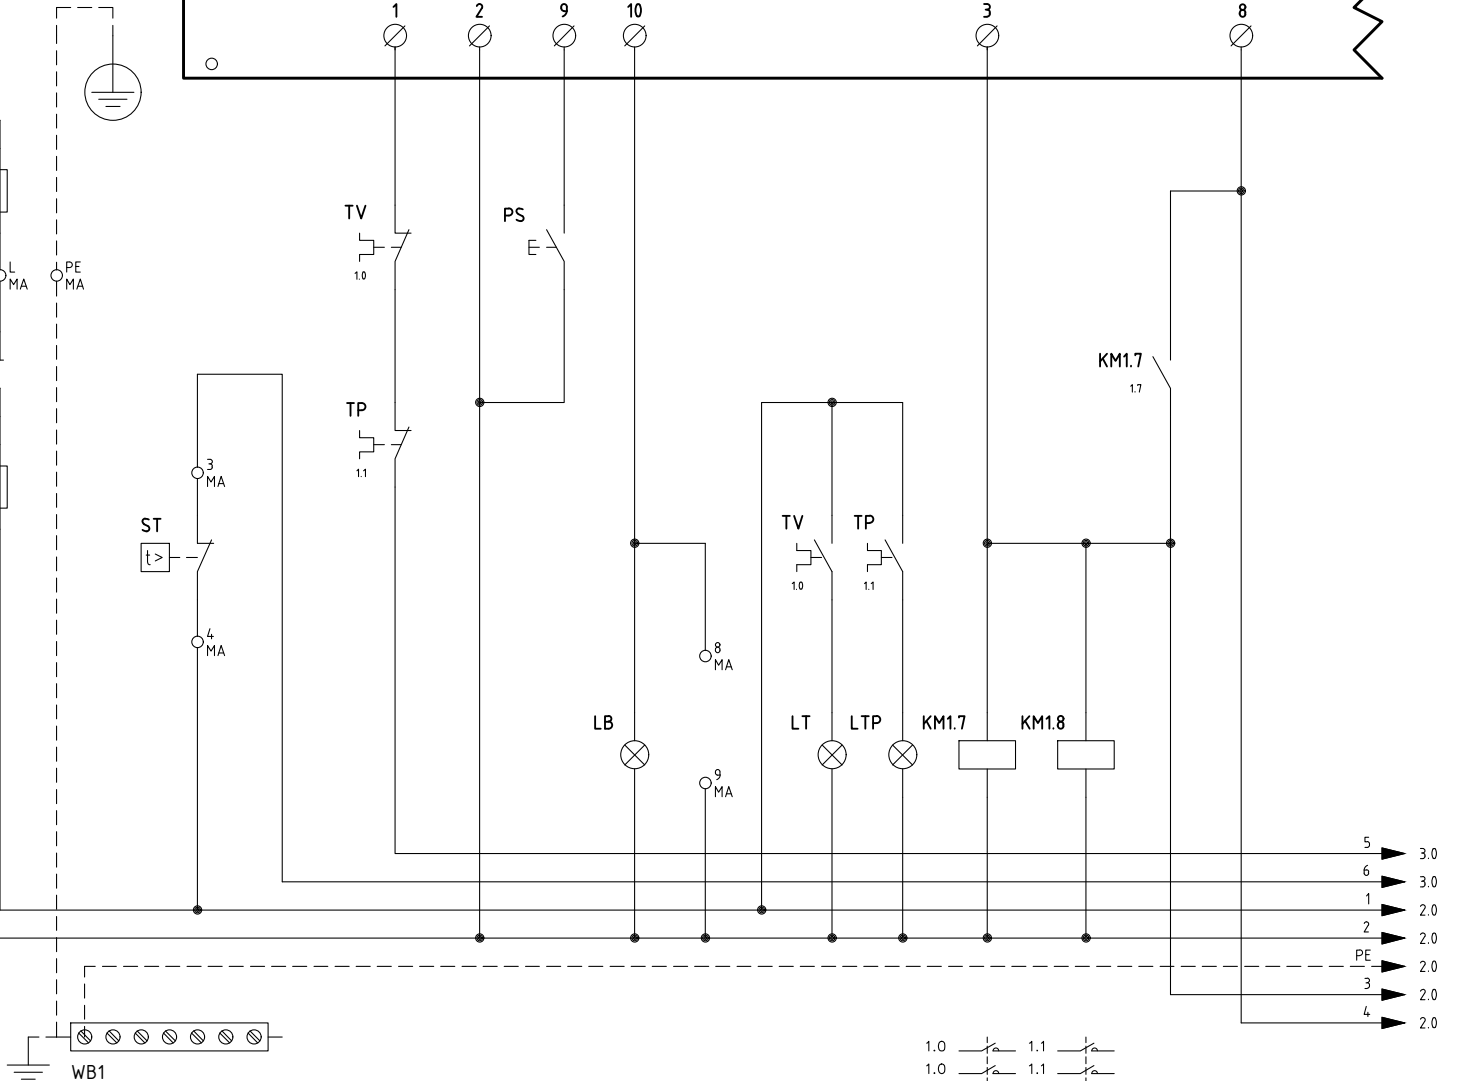 1 2 9 10 3 8
TV
1.0
PS
L
MA
PE
MA
KM1.7
1.7
TP
1.1
3
MA
ST
t>
4
MA
TV
1.0
TP
1.1
8
MA
LB
LT
LTP
KM1.7
KM1.8
9
MA
5 3.0
6 3.0
1 2.0
2 2.0
PE 2.0
3 2.0
4 2.0
WB1
1.0 1.1
1.0 1.1